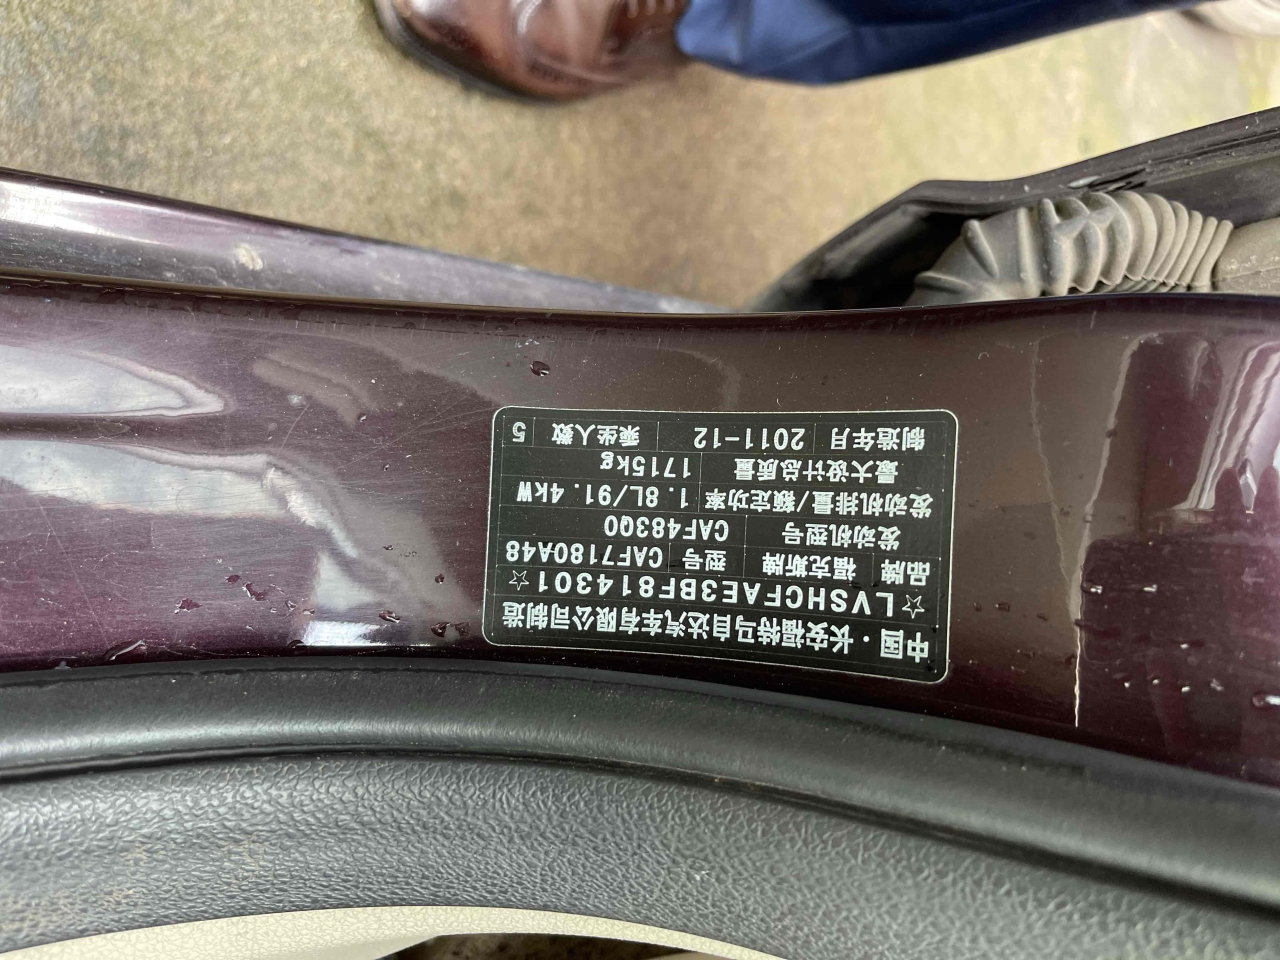 中国·长安福特马自达汽车有限公司制造
☆LVSHCFAE3BF814301☆
品牌 福克斯牌 型号 CAF7180A48
发动机型号 CAF483Q0
发动机排量/额定功率 1.8L/91.4kW
最大设计总质量 1715kg
制造年月 2011-12 乘坐人数 5